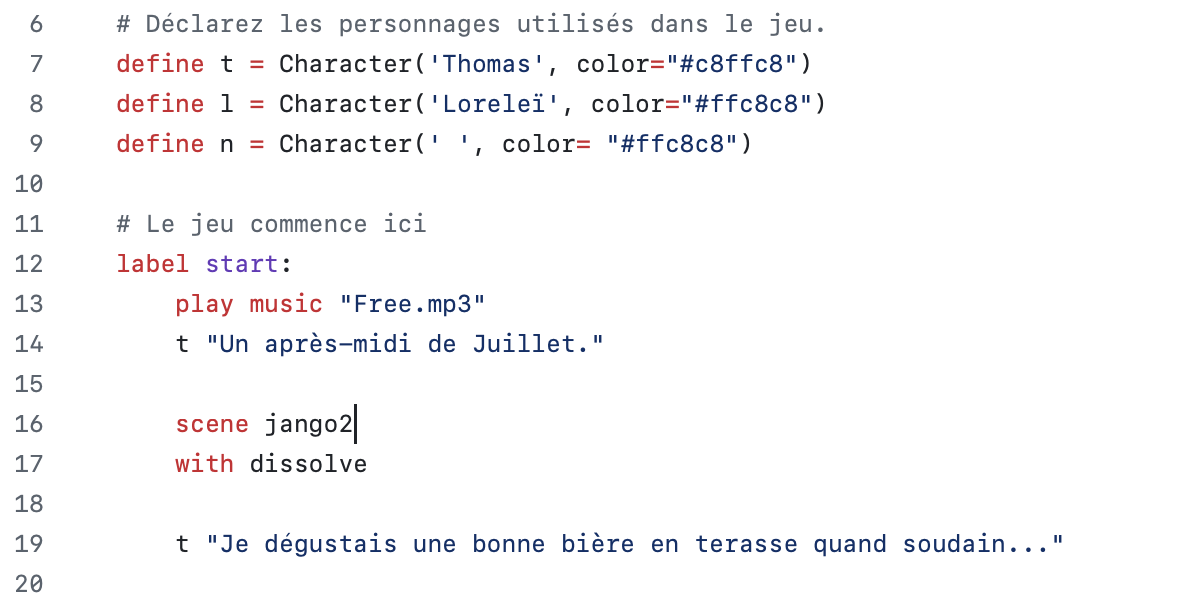 6 # Déclarez les personnages utilisés dans le jeu.
7 define t = Character('Thomas', color="#c8ffc8")
8 define l = Character('Loreleï', color="#ffc8c8")
9 define n = Character(' ', color= "#ffc8c8")
10
11 # Le jeu commence ici
12 label start:
13 play music "Free.mp3"
14 t "Un après-midi de Juillet."
15
16 scene jango2
17 with dissolve
18
19 t "Je dégustais une bonne bière en terasse quand soudain..."
20